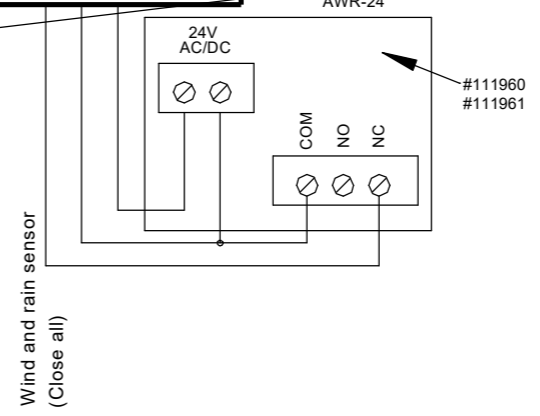 AWR-24
24V
AC/DC
#111960
#111961
COM
NO
NC
Wind and rain sensor
(Close all)